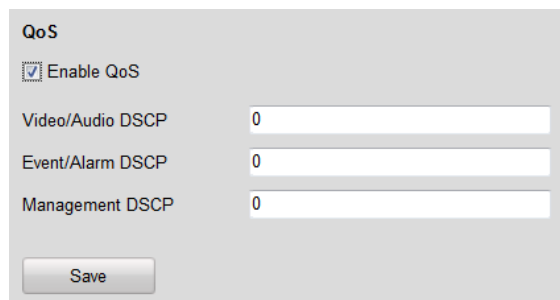 QoS
Enable QoS
Video/Audio DSCP 0
Event/Alarm DSCP 0
Management DSCP 0
Save